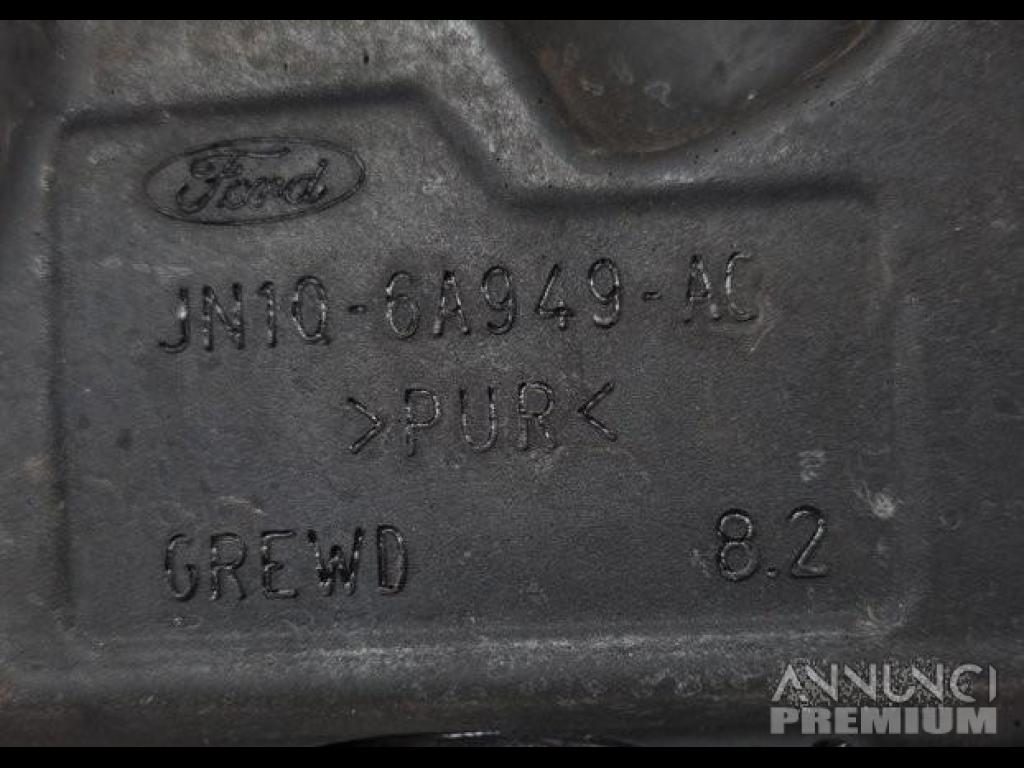 Ford
JN1Q-6A949-AC
>PUR<
GREWD 8.2
ANNUNCI
PREMIUM